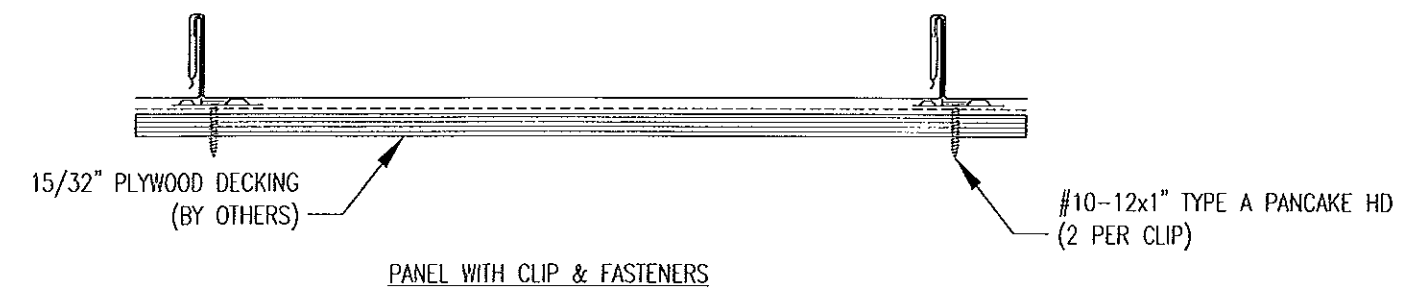 15/32" PLYWOOD DECKING
(BY OTHERS)
#10-12x1" TYPE A PANCAKE HD
(2 PER CLIP)
PANEL WITH CLIP & FASTENERS